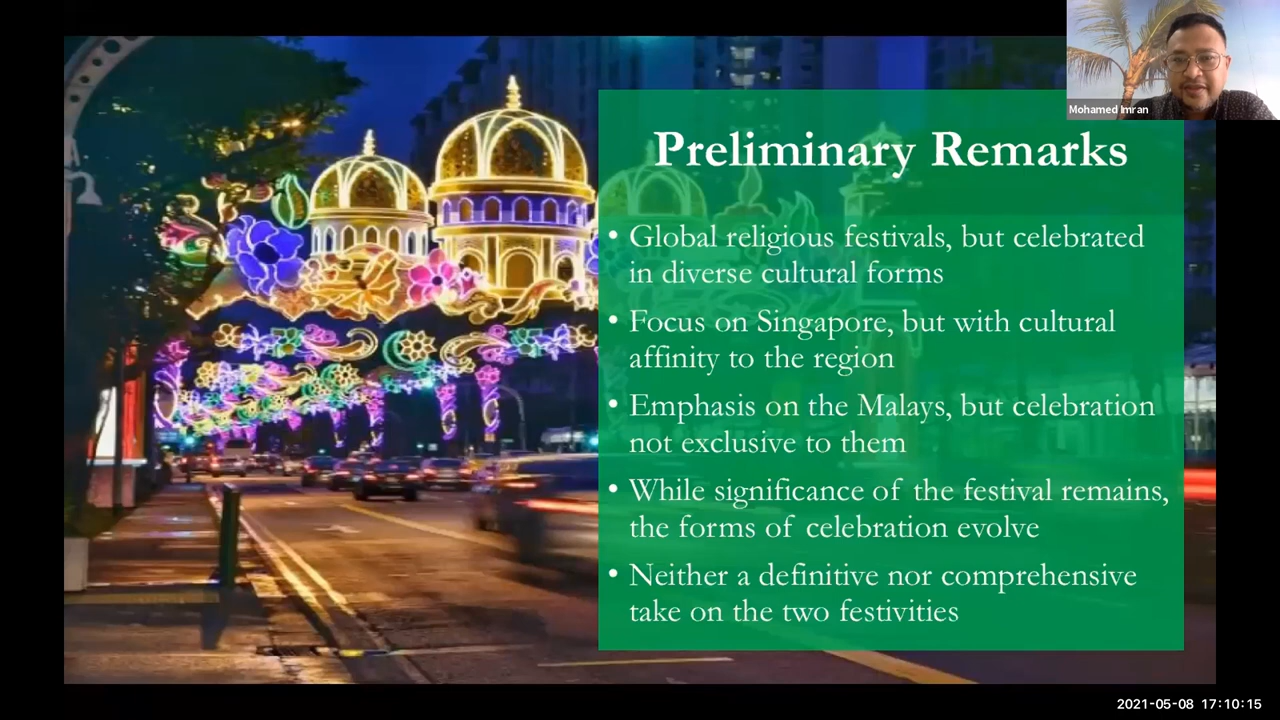 Mohamed Imran
Preliminary Remarks
• Global religious festivals, but celebrated
in diverse cultural forms
• Focus on Singapore, but with cultural
affinity to the region
• Emphasis on the Malays, but celebration
not exclusive to them
• While significance of the festival remains,
the forms of celebration evolve
• Neither a definitive nor comprehensive
take on the two festivities
2021-05-08 17:10:15